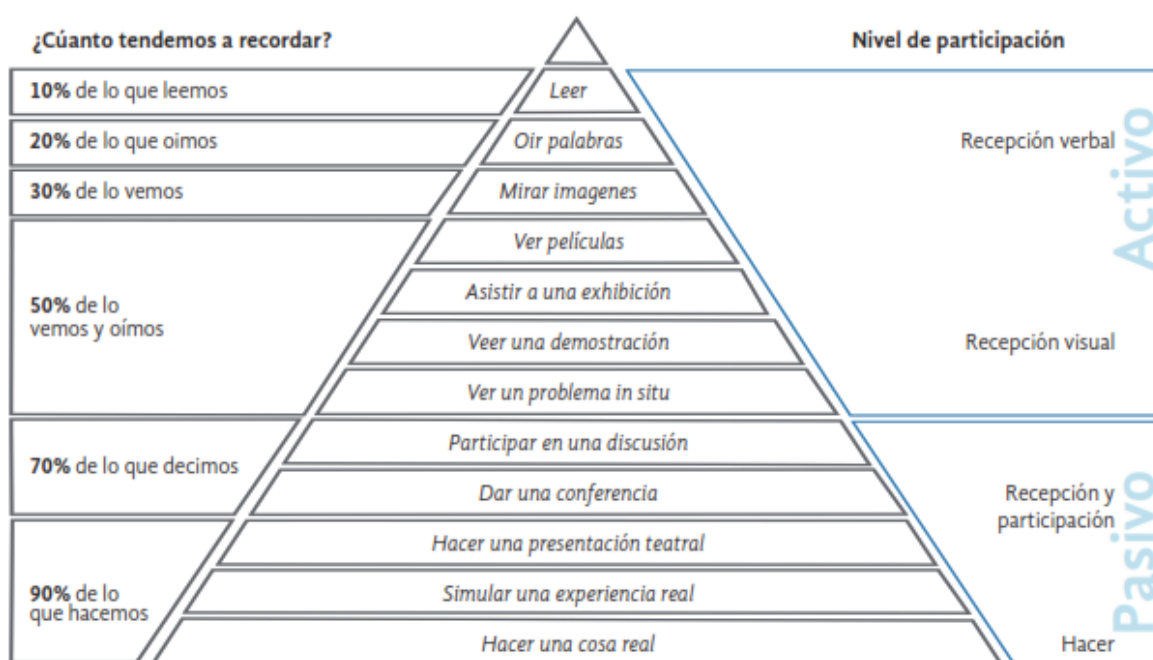 ¿Cúanto tendemos a recordar?
Nivel de participación
10% de lo que leemos
Leer
20% de lo que oimos
Oir palabras
Recepción verbal
Activo
30% de lo vemos
Mirar imagenes
Ver películas
50% de lo
vemos y oímos
Asistir a una exhibición
Veer una demostración
Recepción visual
Ver un problema in situ
70% de lo que decimos
Participar en una discusión
Dar una conferencia
Recepción y
participación
Pasivo
Hacer una presentación teatral
90% de lo
que hacemos
Simular una experiencia real
Hacer una cosa real
Hacer